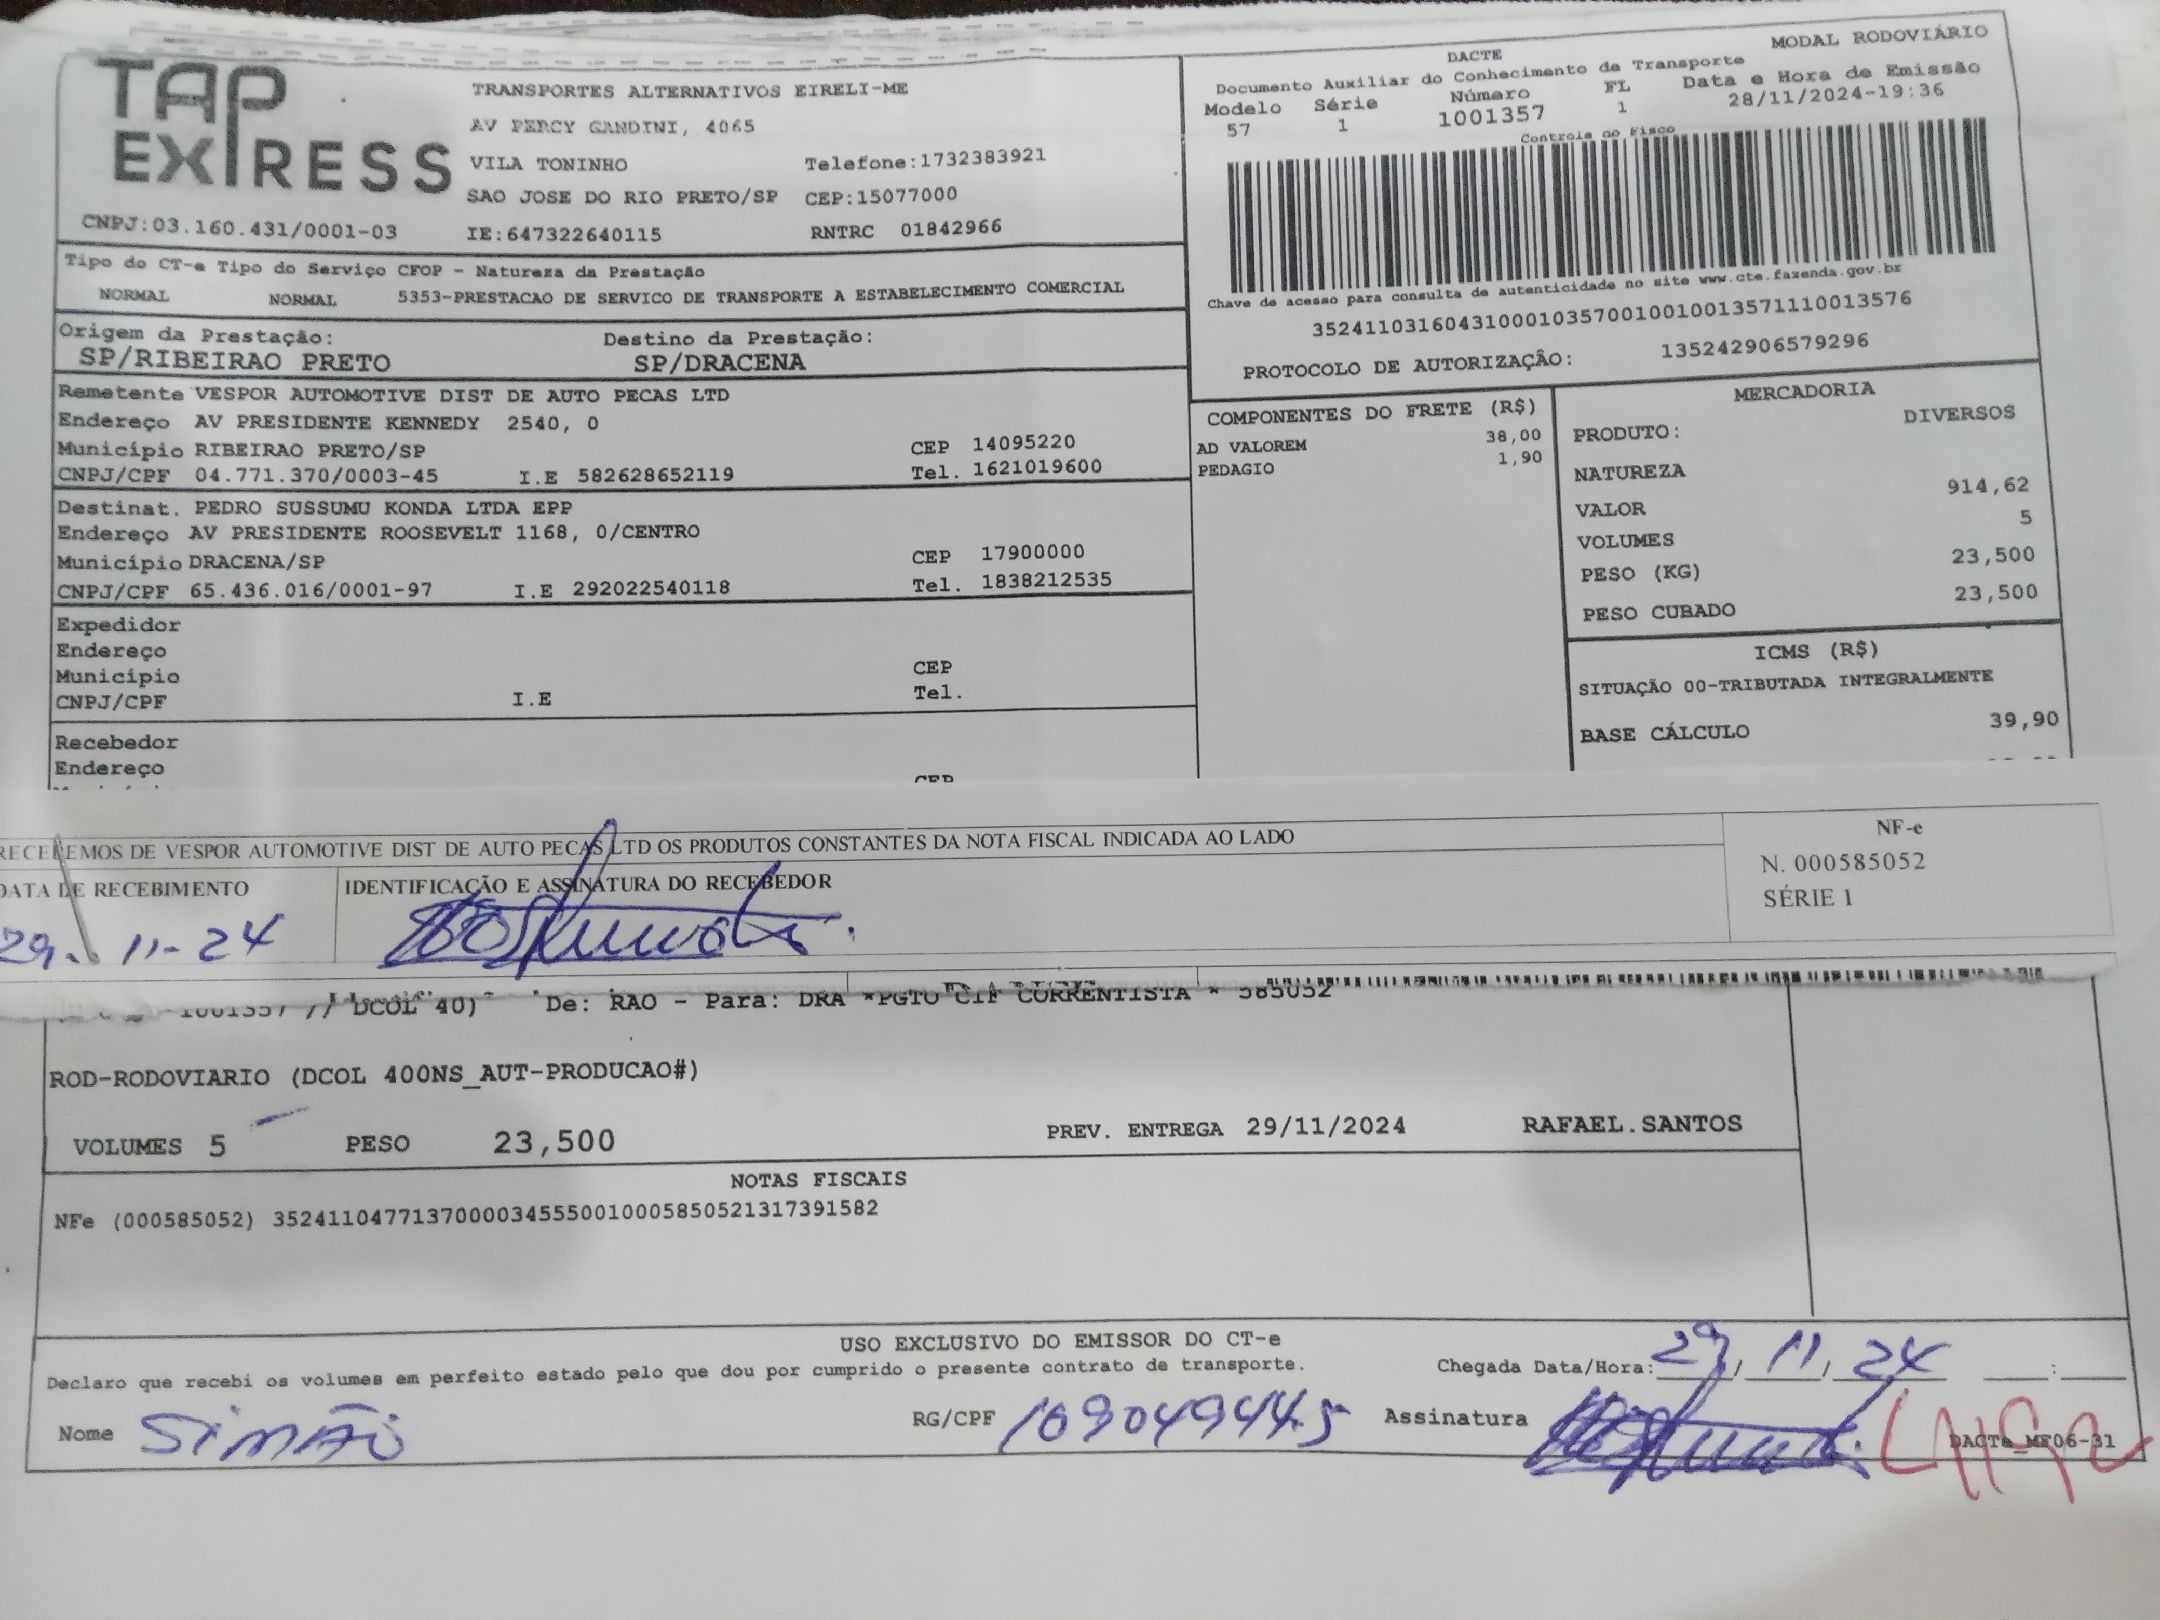 TAP EXPRESS
TRANSPORTES ALTERNATIVOS EIRELI-ME
AV PERCY GANDINI, 4065
VILA TONINHO Telefone:1732383921
SAO JOSE DO RIO PRETO/SP CEP:15077000
CNPJ:03.160.431/0001-03 IE:647322640115 RNTRC 01842966
DACTE MODAL RODOVIÁRIO
Documento Auxiliar do Conhecimento de Transporte
Modelo Série Número FL Data e Hora de Emissão
57 1 1001357 1 28/11/2024-19:36
Controle ao Fisco
Chave de acesso para consulta de autenticidade no site www.cte.fazenda.gov.br
35241103160431000103570010010013571110013576
PROTOCOLO DE AUTORIZAÇÃO: 135242906579296
Tipo do CT-e Tipo do Serviço CFOP - Natureza da Prestação
NORMAL NORMAL 5353-PRESTACAO DE SERVICO DE TRANSPORTE A ESTABELECIMENTO COMERCIAL
Origem da Prestação: Destino da Prestação:
SP/RIBEIRAO PRETO SP/DRACENA
Remetente VESPOR AUTOMOTIVE DIST DE AUTO PECAS LTD
Endereço AV PRESIDENTE KENNEDY 2540, 0
Município RIBEIRAO PRETO/SP CEP 14095220
CNPJ/CPF 04.771.370/0003-45 I.E 582628652119 Tel. 1621019600
Destinat. PEDRO SUSSUMU KONDA LTDA EPP
Endereço AV PRESIDENTE ROOSEVELT 1168, 0/CENTRO
Município DRACENA/SP CEP 17900000
CNPJ/CPF 65.436.016/0001-97 I.E 292022540118 Tel. 1838212535
Expedidor
Endereço
Município CEP
CNPJ/CPF I.E Tel.
Recebedor
Endereço
CEP
COMPONENTES DO FRETE (R$)
AD VALOREM 38,00
PEDAGIO 1,90
MERCADORIA
PRODUTO: DIVERSOS
NATUREZA
VALOR 914,62
VOLUMES 5
PESO (KG) 23,500
PESO CUBADO 23,500
ICMS (R$)
SITUAÇÃO 00-TRIBUTADA INTEGRALMENTE
BASE CÁLCULO 39,90
RECEBEMOS DE VESPOR AUTOMOTIVE DIST DE AUTO PECAS LTD OS PRODUTOS CONSTANTES DA NOTA FISCAL INDICADA AO LADO
DATA DE RECEBIMENTO IDENTIFICAÇÃO E ASSINATURA DO RECEBEDOR
29. 11-24
NF-e
N. 000585052
SÉRIE 1
1001357 // DCOL 40) De: RAO - Para: DRA *PGTO CIF CORRENTISTA * 585052
ROD-RODOVIARIO (DCOL 400NS_AUT-PRODUCAO#)
VOLUMES 5 PESO 23,500 PREV. ENTREGA 29/11/2024 RAFAEL.SANTOS
NOTAS FISCAIS
NFe (000585052) 35241104771370000345550010005850521317391582
USO EXCLUSIVO DO EMISSOR DO CT-e
Declaro que recebi os volumes em perfeito estado pelo que dou por cumprido o presente contrato de transporte. Chegada Data/Hora: 29/11/24 :
Nome SiMÃO RG/CPF 109049445 Assinatura
DACTe_MF06-31